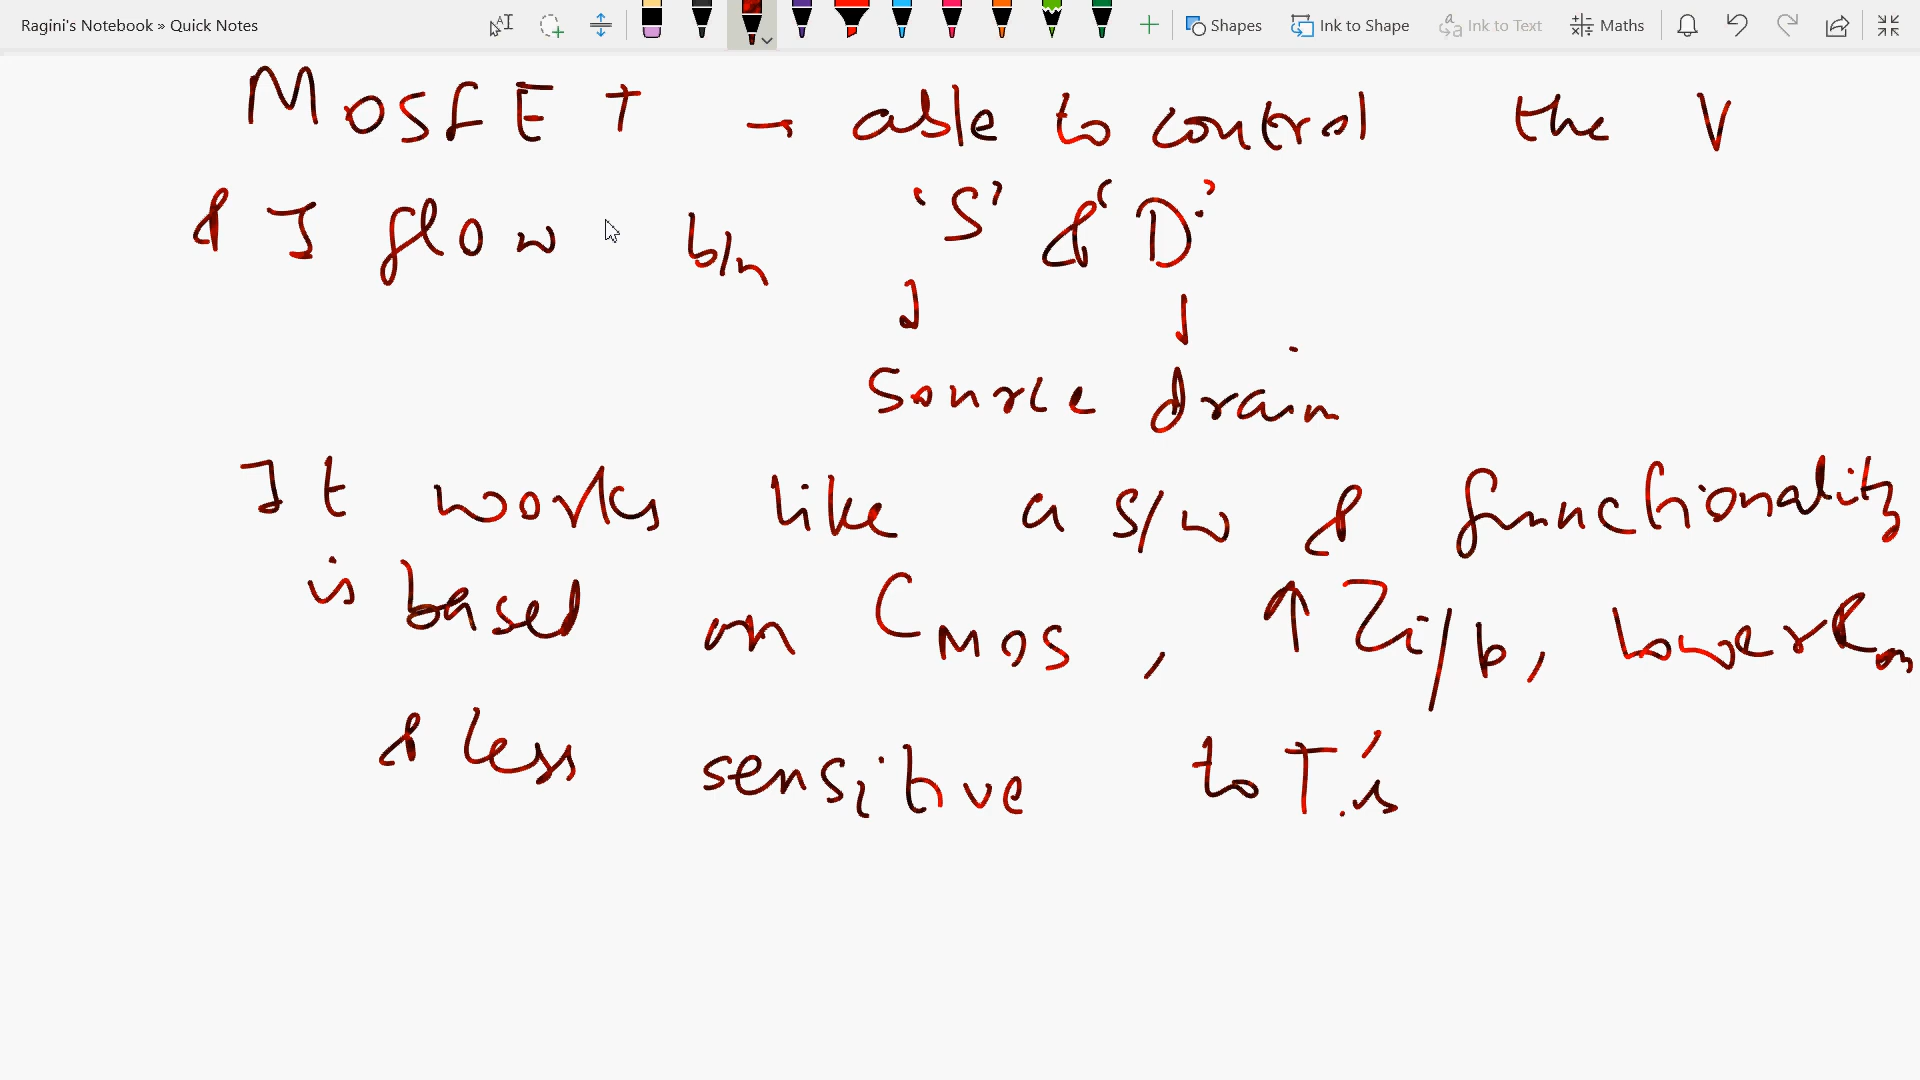 Ragini's Notebook » Quick Notes
Shapes Ink to Shape Ink to Text Maths
MOSFET → able to control the V
& I flow b/n 'S' & 'D'
↓ ↓
Source drain
It works like a s/w & functionality
is based on CMOS, ↑ Zi/p, lower Ron
& less sensitive to T's